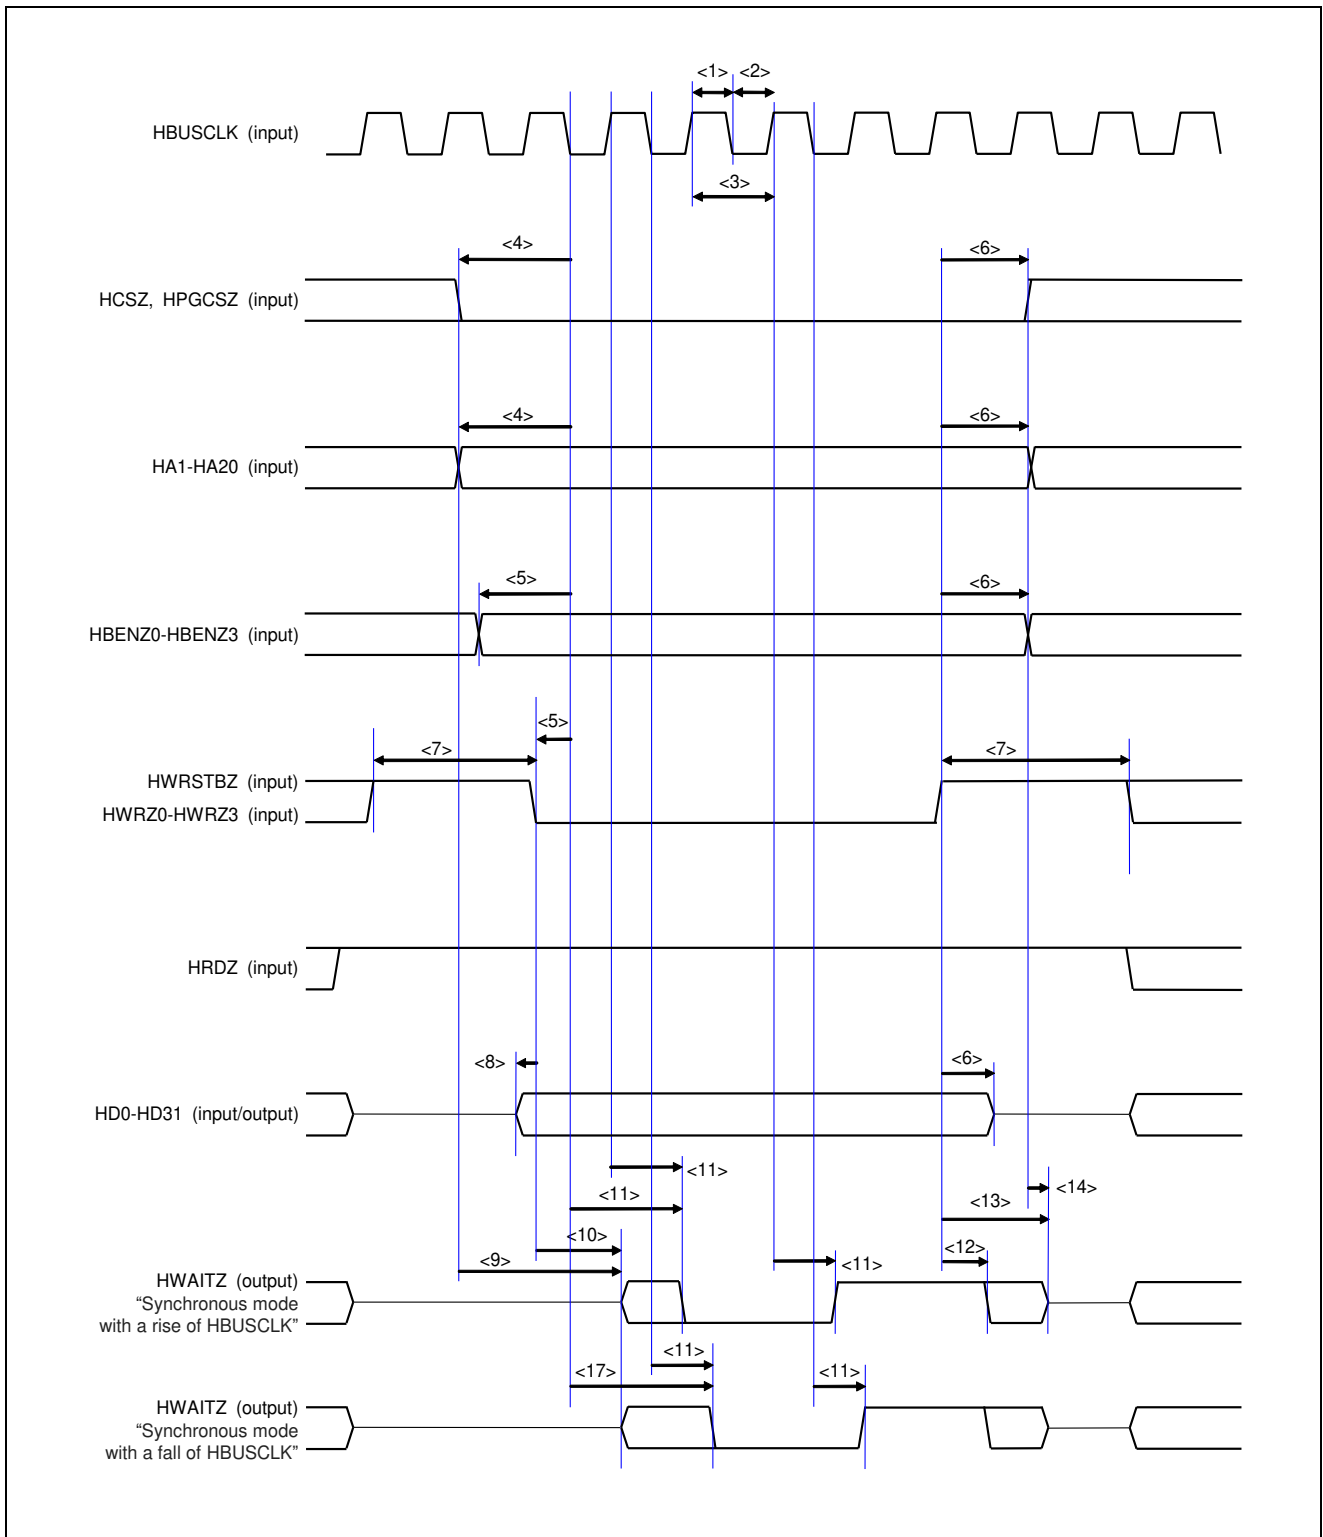 <1> <2>
HBUSCLK (input)
<3>
<4> <6>
HCSZ, HPGCSZ (input)
<4> <6>
HA1-HA20 (input)
<5> <6>
HBENZ0-HBENZ3 (input)
<5>
<7> <7>
HWRSTBZ (input)
HWRZ0-HWRZ3 (input)
HRDZ (input)
<8> <6>
HD0-HD31 (input/output)
<11>
<14>
<11> <13>
<10> <12>
<9> <11>
HWAITZ (output)
“Synchronous mode
with a rise of HBUSCLK”
<11>
<17> <11>
HWAITZ (output)
“Synchronous mode
with a fall of HBUSCLK”